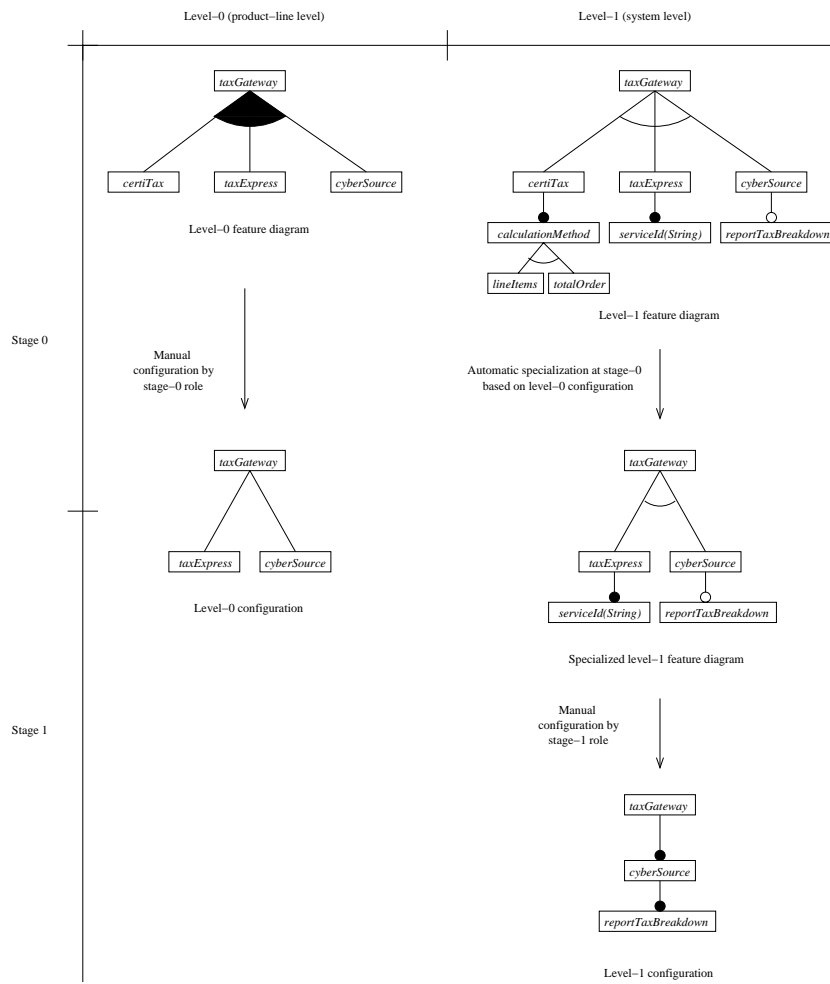 Level−0 (product−line level)
Level−1 (system level)
taxGateway
taxGateway
certiTax
taxExpress
cyberSource
certiTax
taxExpress
cyberSource
Level−0 feature diagram
calculationMethod
serviceId(String)
reportTaxBreakdown
lineItems
totalOrder
Level−1 feature diagram
Stage 0
Manual
configuration by
stage−0 role
Automatic specialization at stage−0
based on level−0 configuration
taxGateway
taxGateway
taxExpress
cyberSource
taxExpress
cyberSource
Level−0 configuration
serviceId(String)
reportTaxBreakdown
Specialized level−1 feature diagram
Stage 1
Manual
configuration by
stage−1 role
taxGateway
cyberSource
reportTaxBreakdown
Level−1 configuration